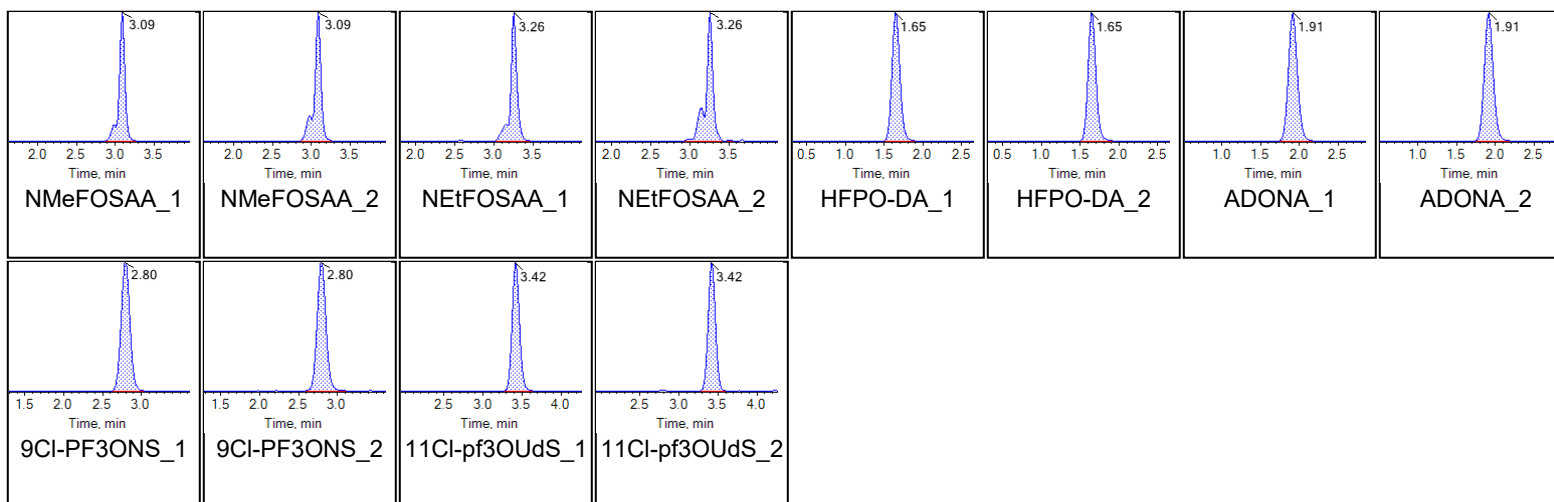 3.09 3.09 3.26 3.26 1.65 1.65 1.91 1.91
2.0 2.5 3.0 3.5 2.0 2.5 3.0 3.5 2.0 2.5 3.0 3.5 2.0 2.5 3.0 3.5 0.5 1.0 1.5 2.0 2.5 0.5 1.0 1.5 2.0 2.5 1.0 1.5 2.0 2.5 1.0 1.5 2.0 2.5
Time, min Time, min Time, min Time, min Time, min Time, min Time, min Time, min
NMeFOSAA_1 NMeFOSAA_2 NEtFOSAA_1 NEtFOSAA_2 HFPO-DA_1 HFPO-DA_2 ADONA_1 ADONA_2
2.80 2.80 3.42 3.42
1.5 2.0 2.5 3.0 1.5 2.0 2.5 3.0 2.5 3.0 3.5 4.0 2.5 3.0 3.5 4.0
Time, min Time, min Time, min Time, min
9Cl-PF3ONS_1 9Cl-PF3ONS_2 11Cl-pf3OUdS_1 11Cl-pf3OUdS_2